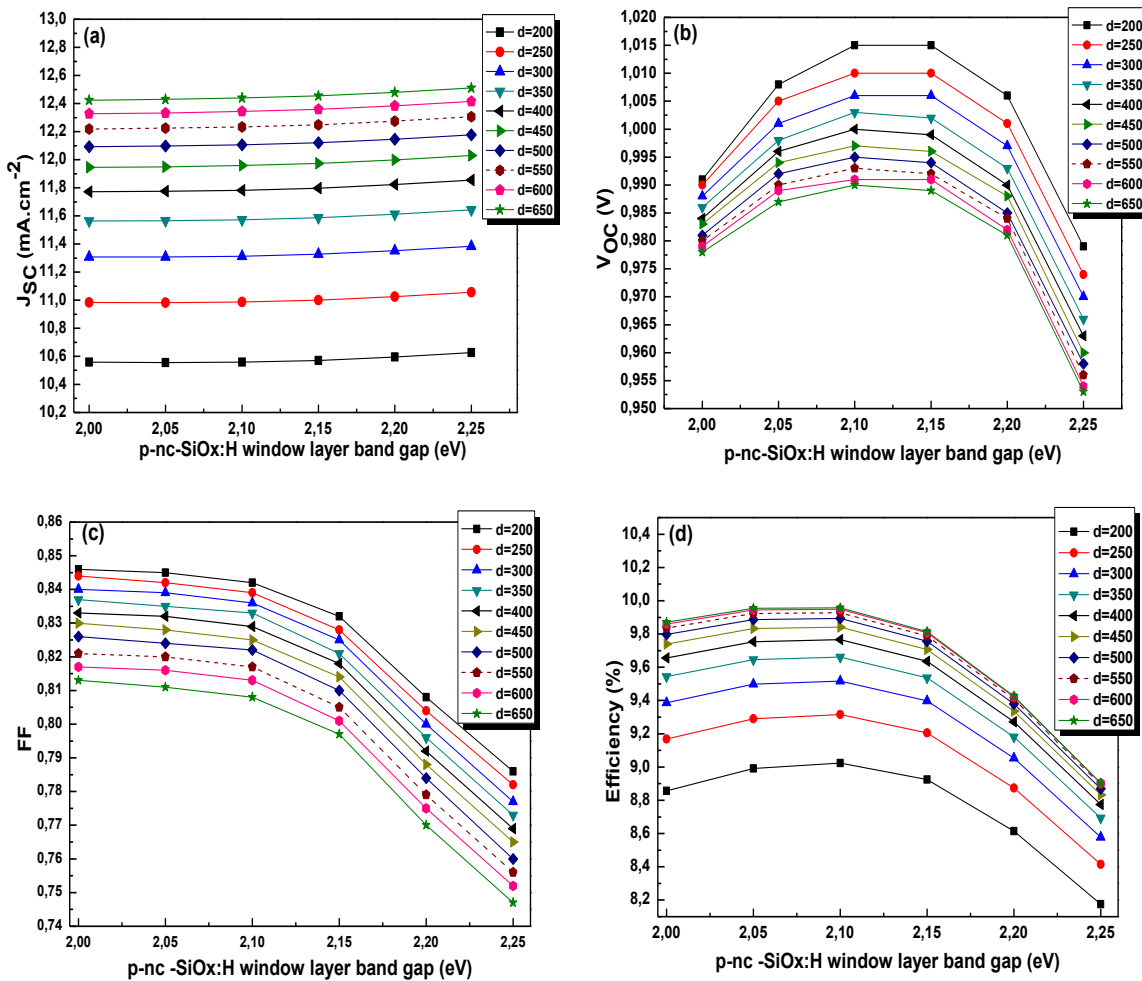 (a)
13,0
12,8
12,6
12,4
12,2
12,0
11,8
11,6
11,4
11,2
11,0
10,8
10,6
10,4
10,2
J_SC (mA.cm⁻²)
2,00 2,05 2,10 2,15 2,20 2,25
p-nc-SiOx:H window layer band gap (eV)
d=200
d=250
d=300
d=350
d=400
d=450
d=500
d=550
d=600
d=650
(b)
1,020
1,015
1,010
1,005
1,000
0,995
0,990
0,985
0,980
0,975
0,970
0,965
0,960
0,955
0,950
V_OC (V)
2,00 2,05 2,10 2,15 2,20 2,25
p-nc-SiOx:H window layer band gap (eV)
d=200
d=250
d=300
d=350
d=400
d=450
d=500
d=550
d=600
d=650
(c)
0,86
0,85
0,84
0,83
0,82
0,81
0,80
0,79
0,78
0,77
0,76
0,75
0,74
FF
2,00 2,05 2,10 2,15 2,20 2,25
p-nc -SiOx:H window layer band gap (eV)
d=200
d=250
d=300
d=350
d=400
d=450
d=500
d=550
d=600
d=650
(d)
10,4
10,2
10,0
9,8
9,6
9,4
9,2
9,0
8,8
8,6
8,4
8,2
Efficiency (%)
2,00 2,05 2,10 2,15 2,20 2,25
p-nc -SiOx:H window layer band gap (eV)
d=200
d=250
d=300
d=350
d=400
d=450
d=500
d=550
d=600
d=650